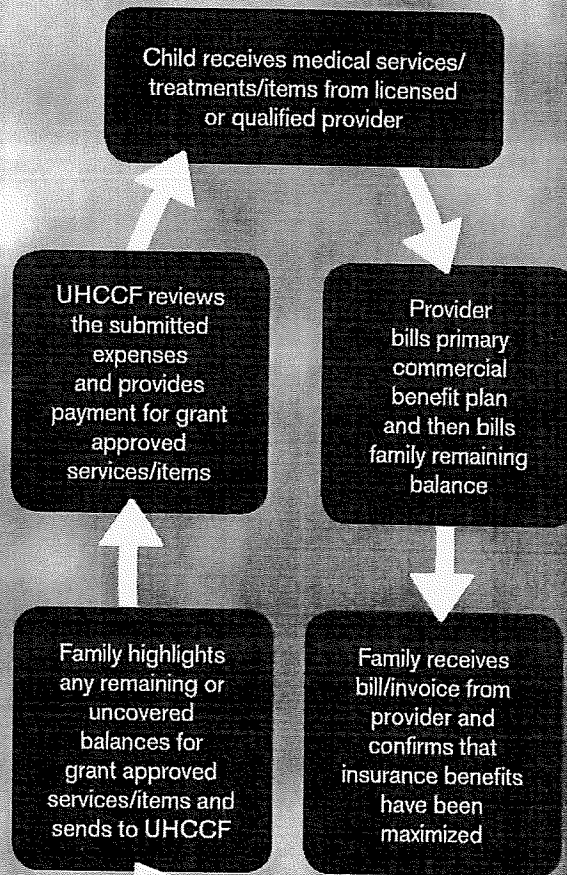 Child receives medical services/
treatments/items from licensed
or qualified provider
Provider
bills primary
commercial
benefit plan
and then bills
family remaining
balance
Family receives
bill/invoice from
provider and
confirms that
insurance benefits
have been
maximized
Family highlights
any remaining or
uncovered
balances for
grant approved
services/items and
sends to UHCCF
UHCCF reviews
the submitted
expenses
and provides
payment for grant
approved
services/items